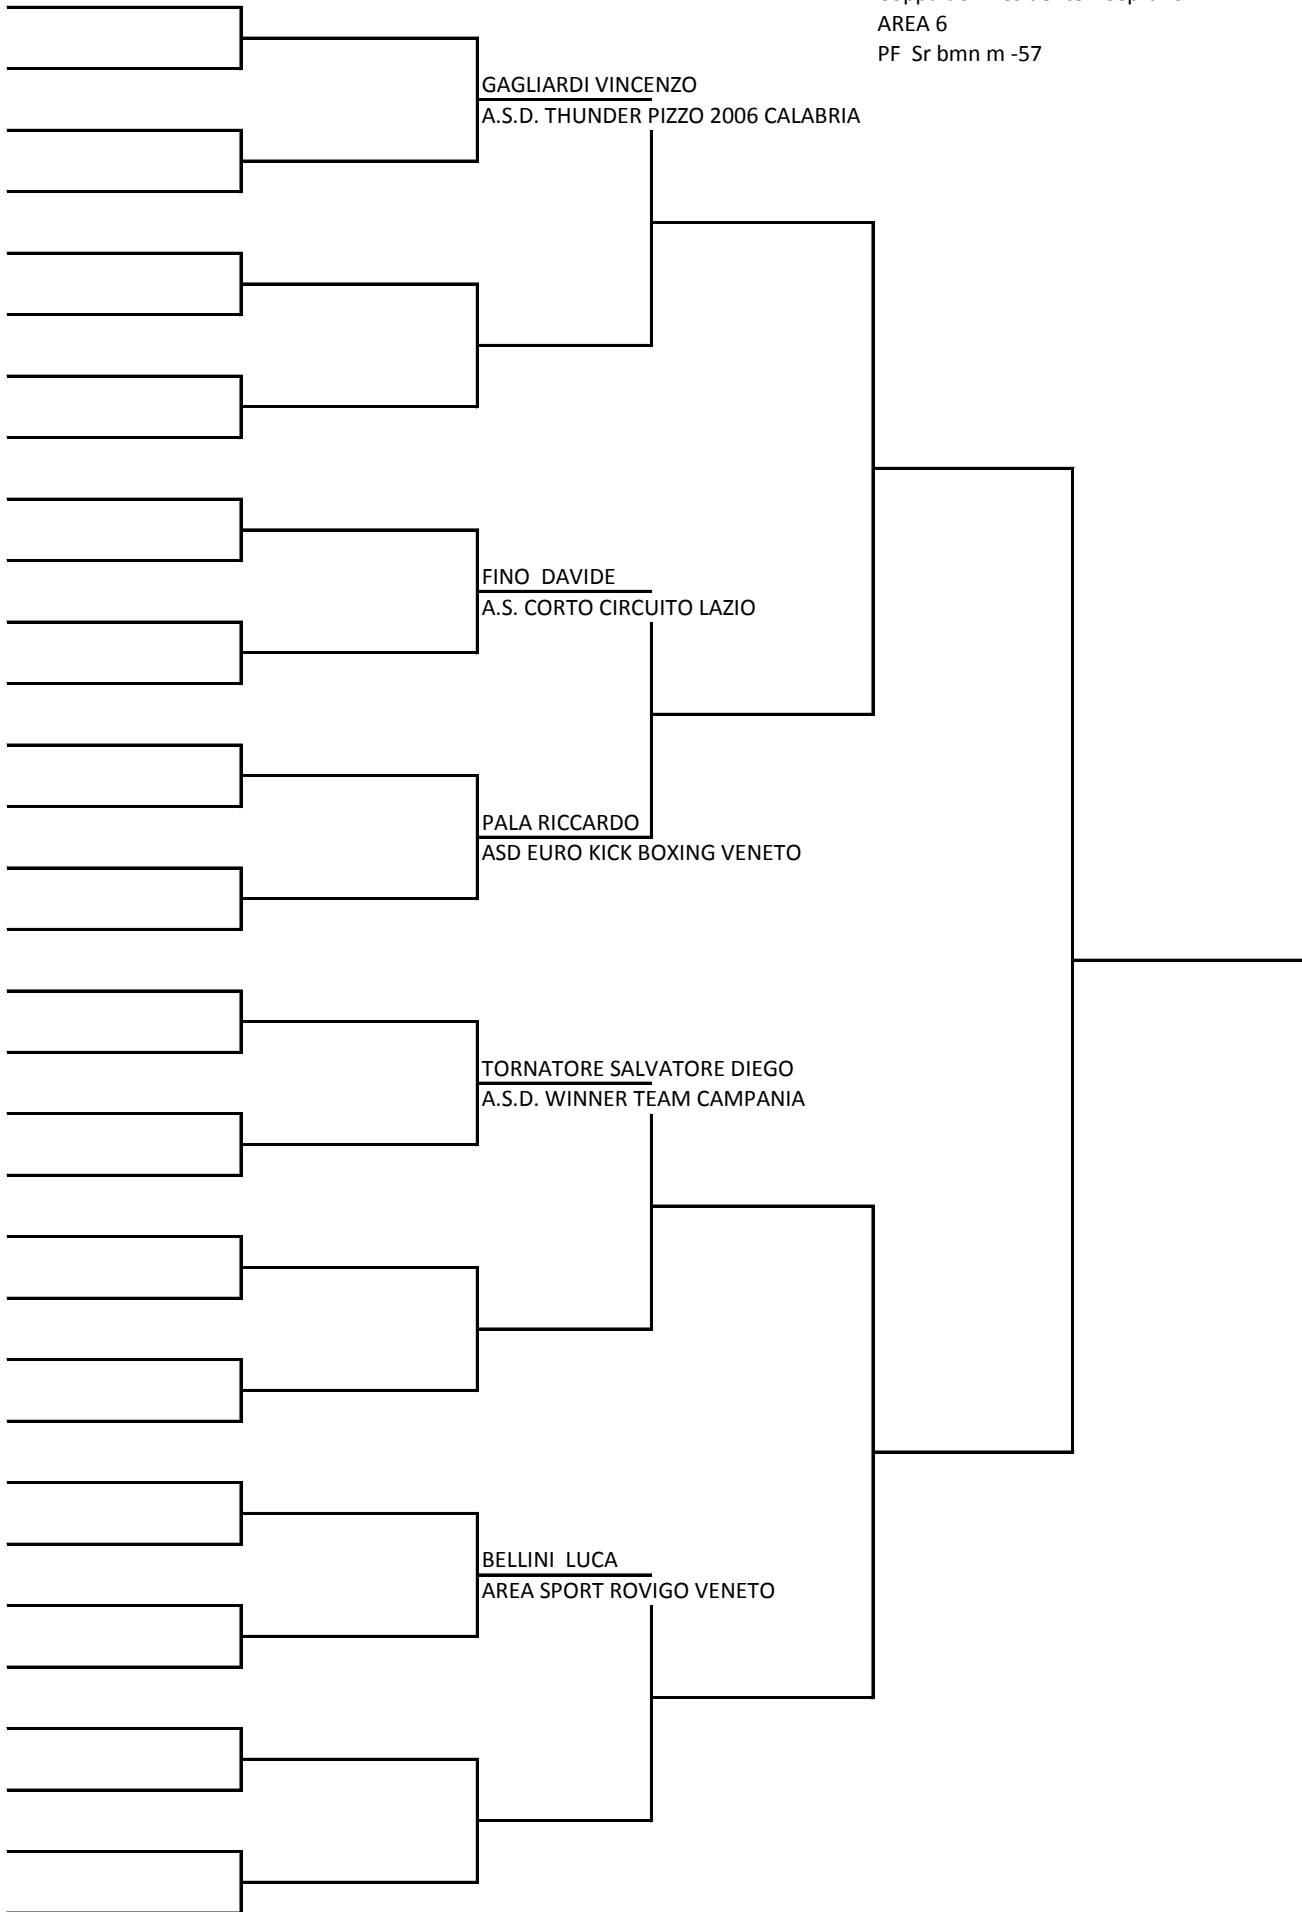 AREA 6
PF  Sr bmn m -57
GAGLIARDI VINCENZO
A.S.D. THUNDER PIZZO 2006 CALABRIA
FINO  DAVIDE
A.S. CORTO CIRCUITO LAZIO
PALA RICCARDO
ASD EURO KICK BOXING VENETO
TORNATORE SALVATORE DIEGO
A.S.D. WINNER TEAM CAMPANIA
BELLINI  LUCA
AREA SPORT ROVIGO VENETO